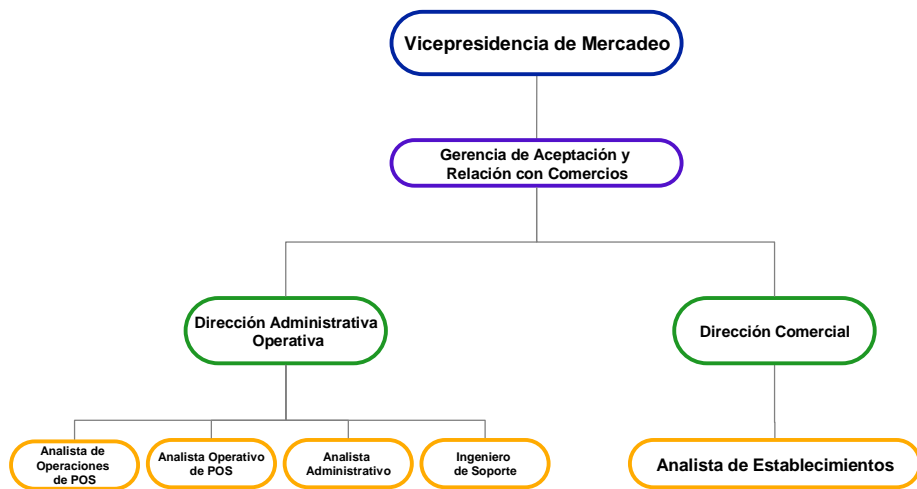 Vicepresidencia de Mercadeo
Gerencia de Aceptación y
Relación con Comercios
Dirección Administrativa
Operativa
Dirección Comercial
Analista de
Operaciones
de POS
Analista Operativo
de POS
Analista
Administrativo
Ingeniero
de Soporte
Analista de Establecimientos